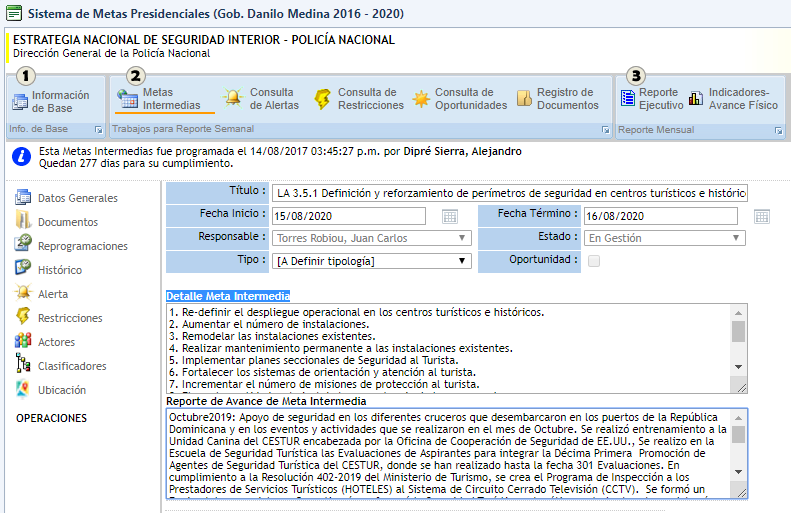 Sistema de Metas Presidenciales (Gob. Danilo Medina 2016 - 2020)
ESTRATEGIA NACIONAL DE SEGURIDAD INTERIOR - POLICÍA NACIONAL
Dirección General de la Policía Nacional
1
Información
de Base
Info. de Base
2
Metas
Intermedias
Consulta
de Alertas
Consulta de
Restricciones
Consulta de
Oportunidades
Registro de
Documentos
Trabajos para Reporte Semanal
3
Reporte
Ejecutivo
Indicadores-
Avance Físico
Reporte Mensual
Esta Metas Intermedias fue programada el 14/08/2017 03:45:27 p.m. por Dipré Sierra, Alejandro
Quedan 277 dias para su cumplimiento.
Datos Generales
Documentos
Reprogramaciones
Histórico
Alerta
Restricciones
Actores
Clasificadores
Ubicación
OPERACIONES
Título : LA 3.5.1 Definición y reforzamiento de perímetros de seguridad en centros turísticos e históric
Fecha Inicio : 15/08/2020 Fecha Término : 16/08/2020
Responsable : Torres Robiou, Juan Carlos Estado : En Gestión
Tipo : [A Definir tipología] Oportunidad :
Detalle Meta Intermedia
1. Re-definir el despliegue operacional en los centros turísticos e históricos.
2. Aumentar el número de instalaciones.
3. Remodelar las instalaciones existentes.
4. Realizar mantenimiento permanente a las instalaciones existentes.
5. Implementar planes seccionales de Seguridad al Turista.
6. Fortalecer los sistemas de orientación y atención al turista.
7. Incrementar el número de misiones de protección al turista.
Reporte de Avance de Meta Intermedia
Octubre2019: Apoyo de seguridad en los diferentes cruceros que desembarcaron en los puertos de la República
Dominicana y en los eventos y actividades que se realizaron en el mes de Octubre. Se realizó entrenamiento a la
Unidad Canina del CESTUR encabezada por la Oficina de Cooperación de Seguridad de EE.UU., Se realizo en la
Escuela de Seguridad Turística las Evaluaciones de Aspirantes para integrar la Décima Primera Promoción de
Agentes de Seguridad Turística del CESTUR, donde se han realizado hasta la fecha 301 Evaluaciones. En
cumplimiento a la Resolución 402-2019 del Ministerio de Turismo, se crea el Programa de Inspección a los
Prestadores de Servicios Turísticos (HOTELES) al Sistema de Circuito Cerrado Televisión (CCTV). Se formó un